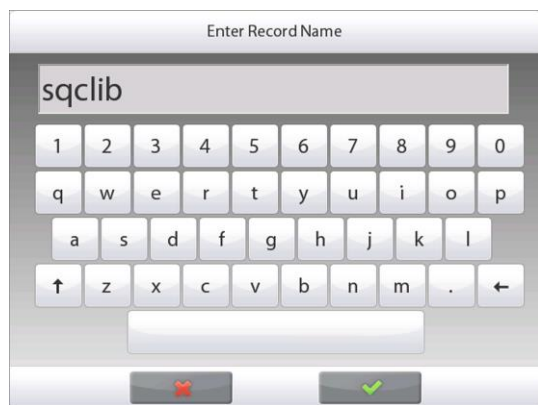 Enter Record Name
sqclib
1 2 3 4 5 6 7 8 9 0
q w e r t y u i o p
a s d f g h j k l
↑ z x c v b n m . ←